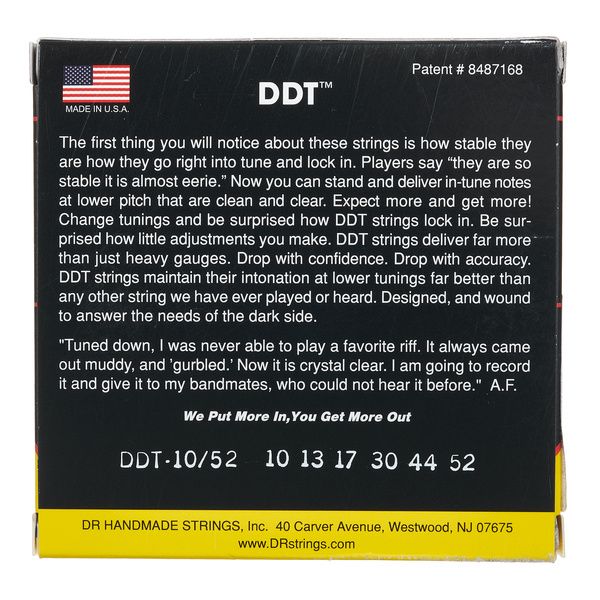 Patent # 8487168
MADE IN U.S.A.
DDT™
The first thing you will notice about these strings is how stable they
are how they go right into tune and lock in. Players say “they are so
stable it is almost eerie.” Now you can stand and deliver in-tune notes
at lower pitch that are clean and clear. Expect more and get more!
Change tunings and be surprised how DDT strings lock in. Be sur-
prised how little adjustments you make. DDT strings deliver far more
than just heavy gauges. Drop with confidence. Drop with accuracy.
DDT strings maintain their intonation at lower tunings far better than
any other string we have ever played or heard. Designed, and wound
to answer the needs of the dark side.
"Tuned down, I was never able to play a favorite riff. It always came
out muddy, and 'gurbled.' Now it is crystal clear. I am going to record
it and give it to my bandmates, who could not hear it before." A.F.
We Put More In,You Get More Out
DDT-10/52 10 13 17 30 44 52
DR HANDMADE STRINGS, Inc. 40 Carver Avenue, Westwood, NJ 07675
www.DRstrings.com